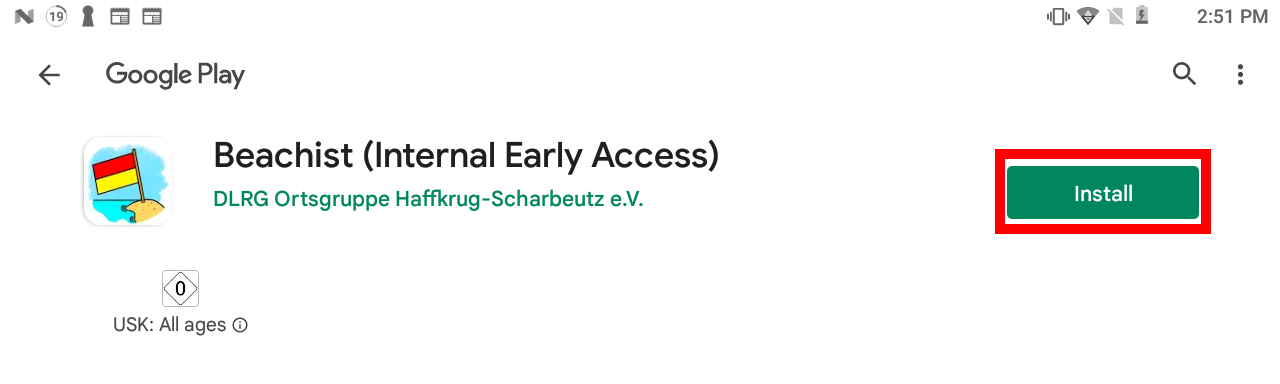 19
2:51 PM
Google Play
Beachist (Internal Early Access)
DLRG Ortsgruppe Haffkrug-Scharbeutz e.V.
Install
0
USK: All ages